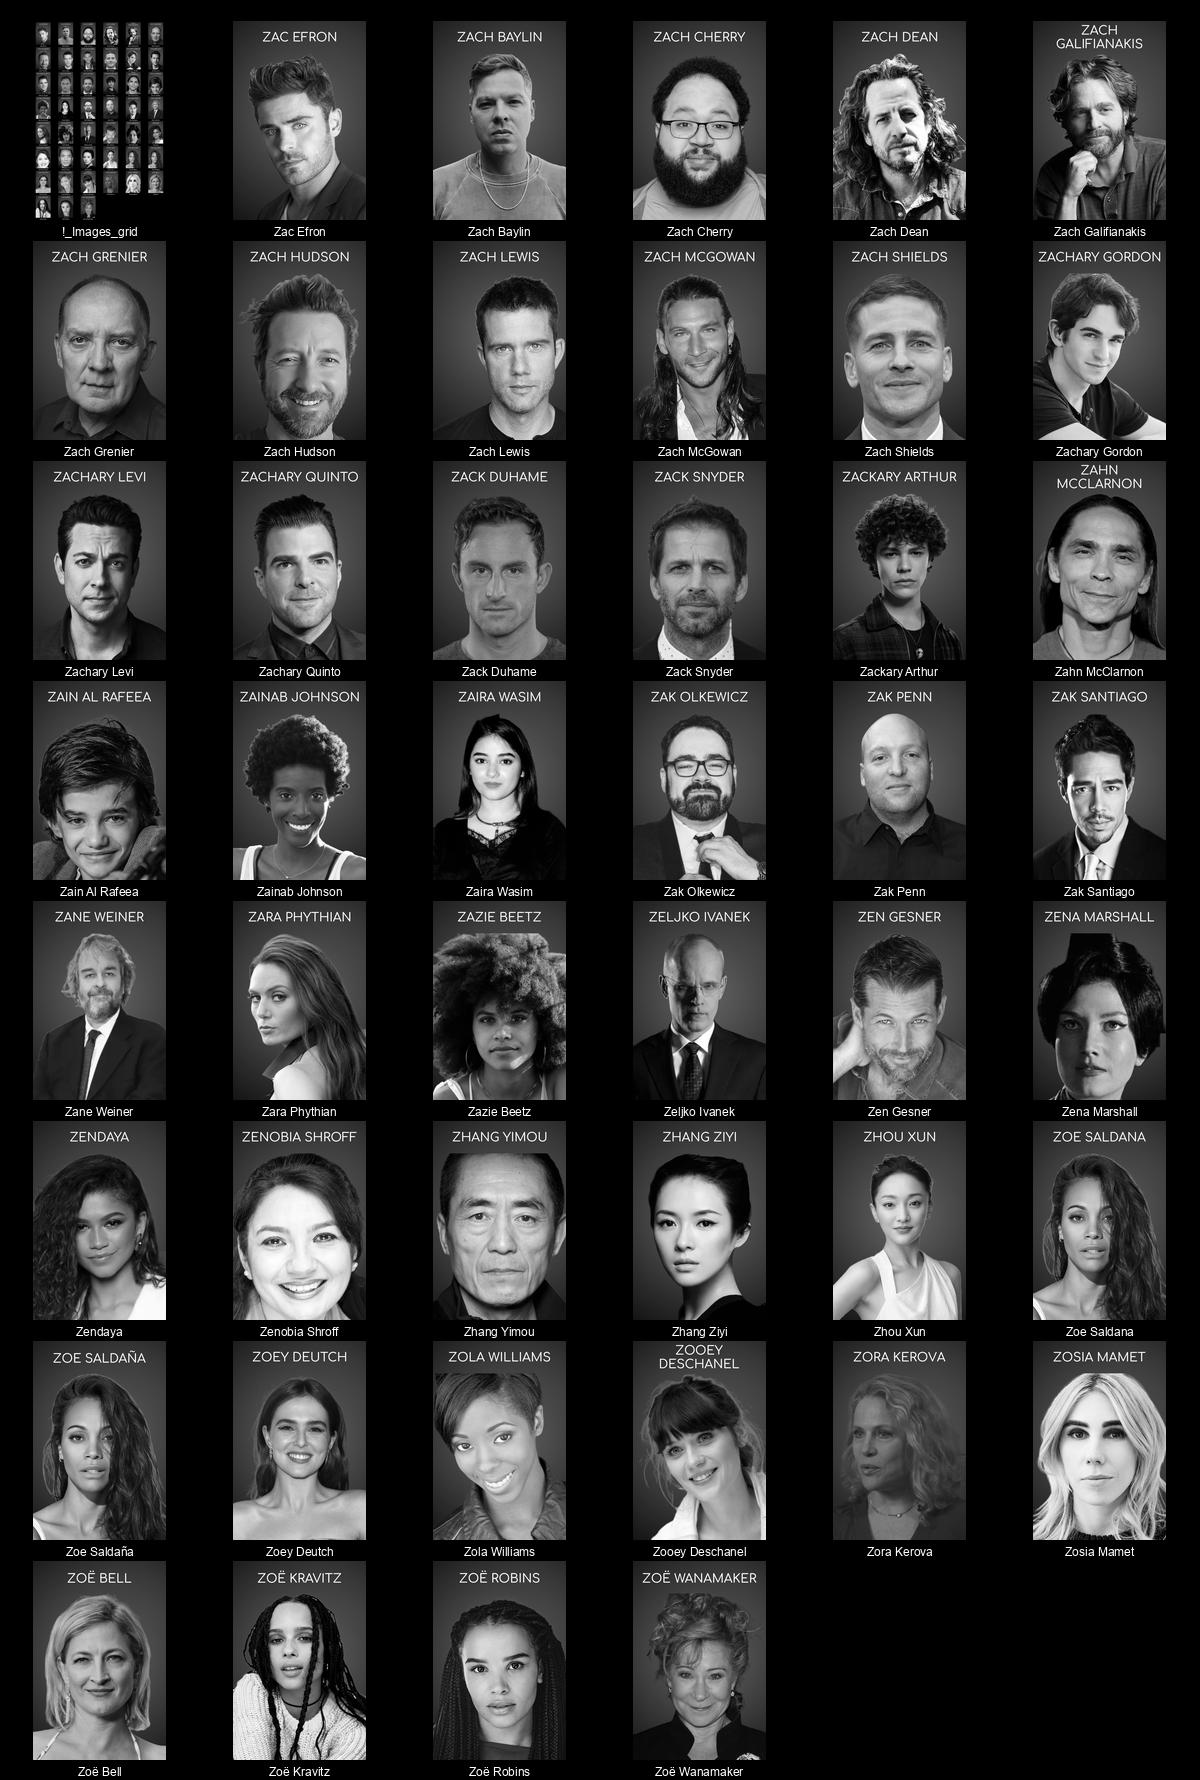 ZAC EFRON
ZACH BAYLIN
ZACH CHERRY
ZACH DEAN
ZACH
GALIFIANAKIS
!_Images_grid
Zac Efron
Zach Baylin
Zach Cherry
Zach Dean
Zach Galifianakis
ZACH GRENIER
ZACH HUDSON
ZACH LEWIS
ZACH MCGOWAN
ZACH SHIELDS
ZACHARY GORDON
Zach Grenier
Zach Hudson
Zach Lewis
Zach McGowan
Zach Shields
Zachary Gordon
ZACHARY LEVI
ZACHARY QUINTO
ZACK DUHAME
ZACK SNYDER
ZACKARY ARTHUR
ZAHN
MCCLARNON
Zachary Levi
Zachary Quinto
Zack Duhame
Zack Snyder
Zackary Arthur
Zahn McClarnon
ZAIN AL RAFEEA
ZAINAB JOHNSON
ZAIRA WASIM
ZAK OLKEWICZ
ZAK PENN
ZAK SANTIAGO
Zain Al Rafeea
Zainab Johnson
Zaira Wasim
Zak Olkewicz
Zak Penn
Zak Santiago
ZANE WEINER
ZARA PHYTHIAN
ZAZIE BEETZ
ZELJKO IVANEK
ZEN GESNER
ZENA MARSHALL
Zane Weiner
Zara Phythian
Zazie Beetz
Zeljko Ivanek
Zen Gesner
Zena Marshall
ZENDAYA
ZENOBIA SHROFF
ZHANG YIMOU
ZHANG ZIYI
ZHOU XUN
ZOE SALDANA
Zendaya
Zenobia Shroff
Zhang Yimou
Zhang Ziyi
Zhou Xun
Zoe Saldana
ZOE SALDAÑA
ZOEY DEUTCH
ZOLA WILLIAMS
ZOOEY
DESCHANEL
ZORA KEROVA
ZOSIA MAMET
Zoe Saldaña
Zoey Deutch
Zola Williams
Zooey Deschanel
Zora Kerova
Zosia Mamet
ZOË BELL
ZOË KRAVITZ
ZOË ROBINS
ZOË WANAMAKER
Zoë Bell
Zoë Kravitz
Zoë Robins
Zoë Wanamaker